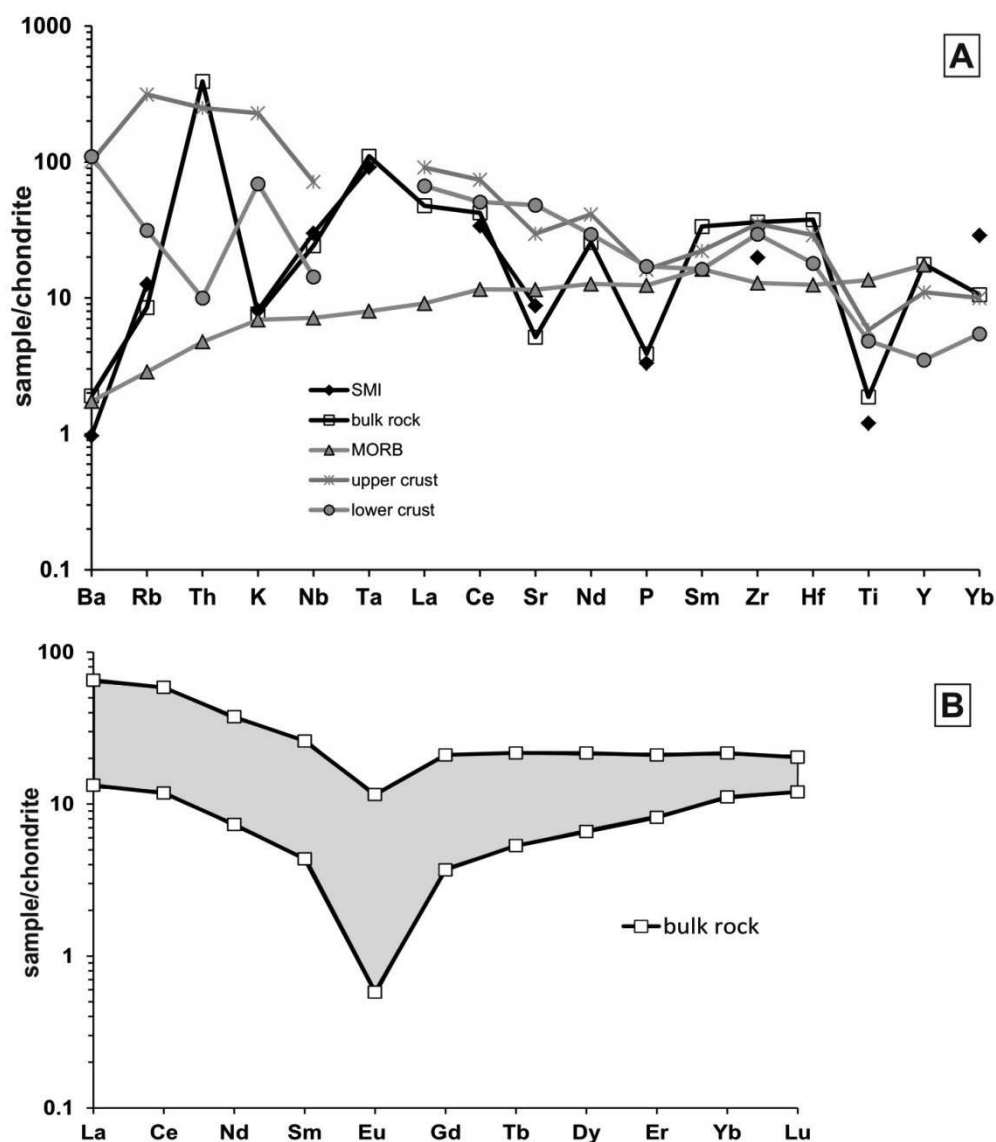 1000
A
100
10
1
0.1
sample/chondrite
SMI
bulk rock
MORB
upper crust
lower crust
Ba Rb Th K Nb Ta La Ce Sr Nd P Sm Zr Hf Ti Y Yb
100
B
10
1
0.1
sample/chondrite
bulk rock
La Ce Nd Sm Eu Gd Tb Dy Er Yb Lu